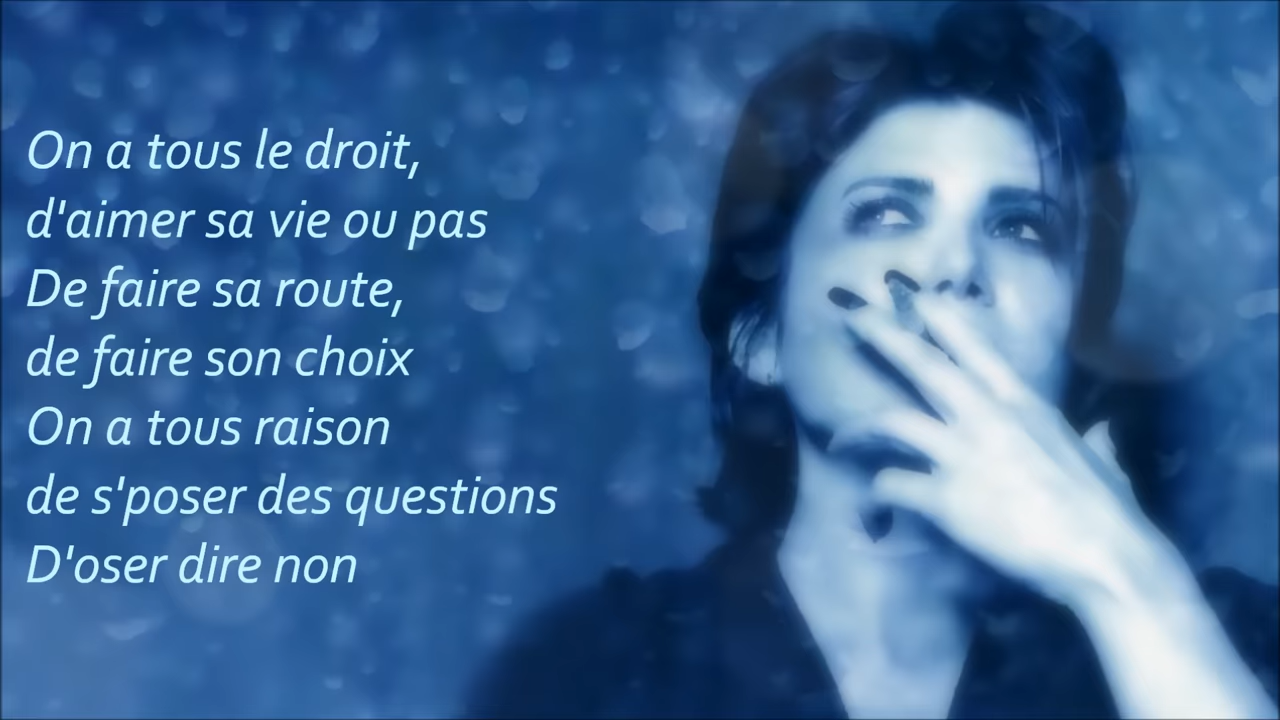 On a tous le droit,
d'aimer sa vie ou pas
De faire sa route,
de faire son choix
On a tous raison
de s'poser des questions
D'oser dire non